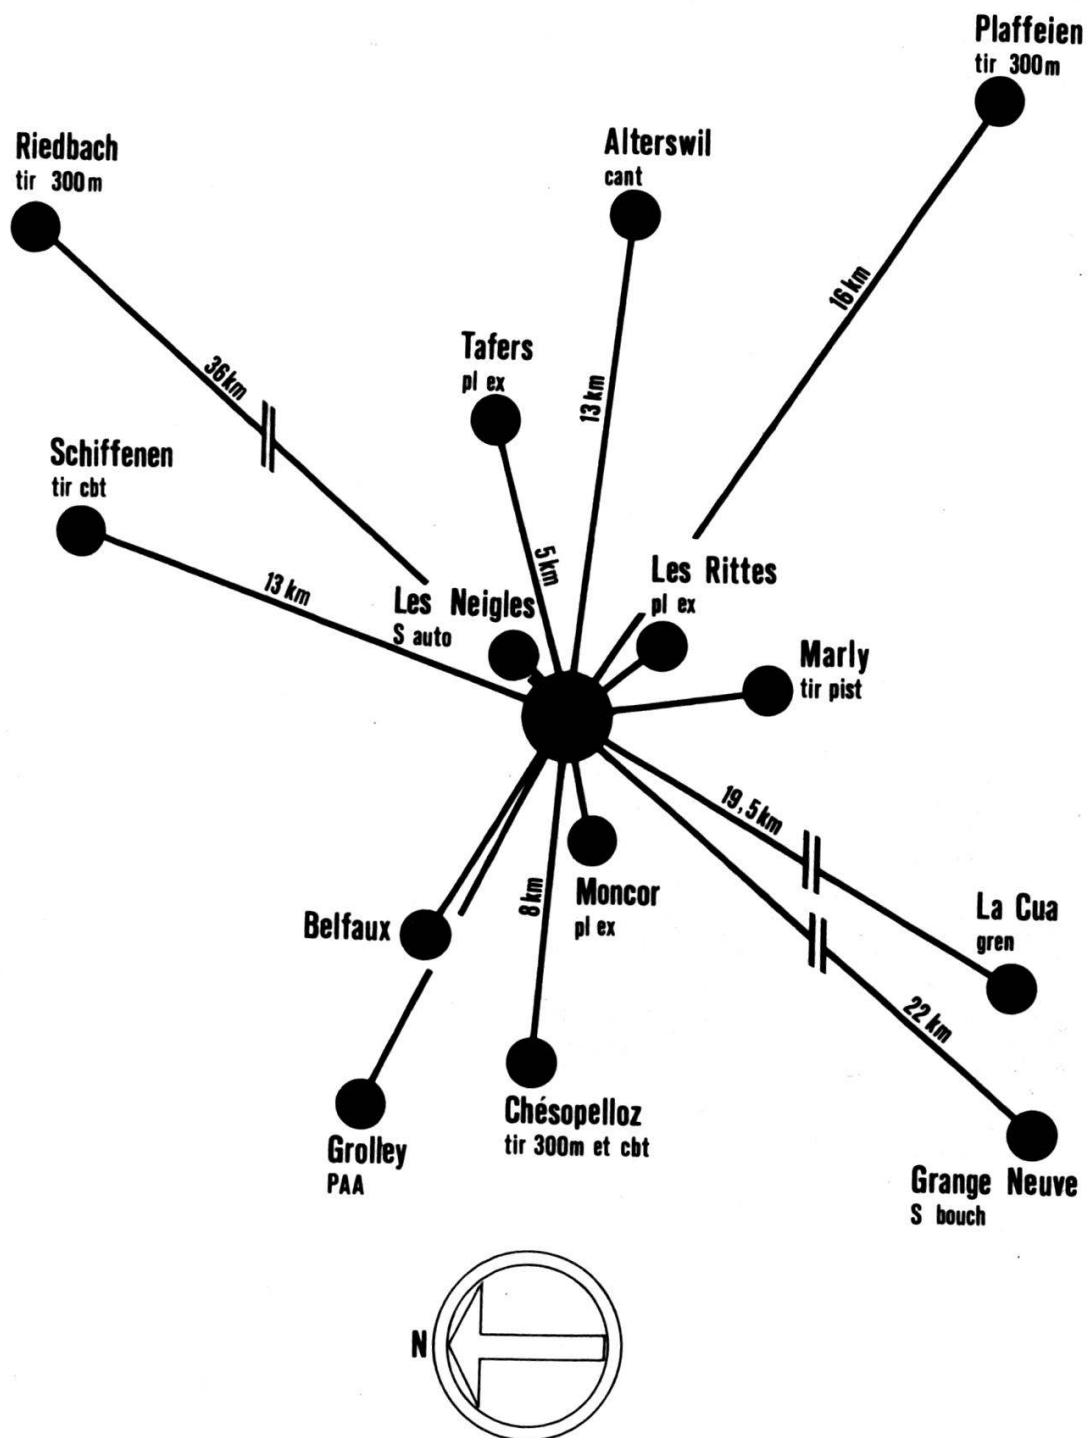 Plaffeien
tir 300m
Riedbach
tir 300m
Alterswil
cant
16km
Tafers
pl ex
36km
13km
Schiffenen
tir cbt
5km
Les Rittes
pl ex
13 km
Les Neigles
S auto
Marly
tir pist
19,5km
8km
Moncor
pl ex
La Cua
gren
Belfaux
22km
Chésopelloz
tir 300m et cbt
Grolley
PAA
Grange Neuve
S bouch
N